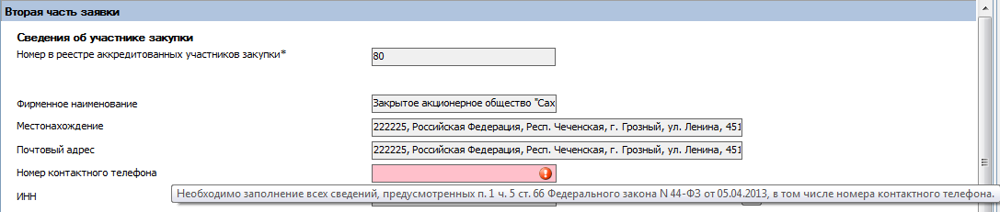 Вторая часть заявки
Сведения об участнике закупки
Номер в реестре аккредитованных участников закупки*
80
Фирменное наименование
Закрытое акционерное общество "Сах
Местонахождение
222225, Российская Федерация, Респ. Чеченская, г. Грозный, ул. Ленина, 451
Почтовый адрес
222225, Российская Федерация, Респ. Чеченская, г. Грозный, ул. Ленина, 451
Номер контактного телефона
Необходимо заполнение всех сведений, предусмотренных п. 1 ч. 5 ст. 66 Федерального закона N 44-ФЗ от 05.04.2013, в том числе номера контактного телефона.
ИНН